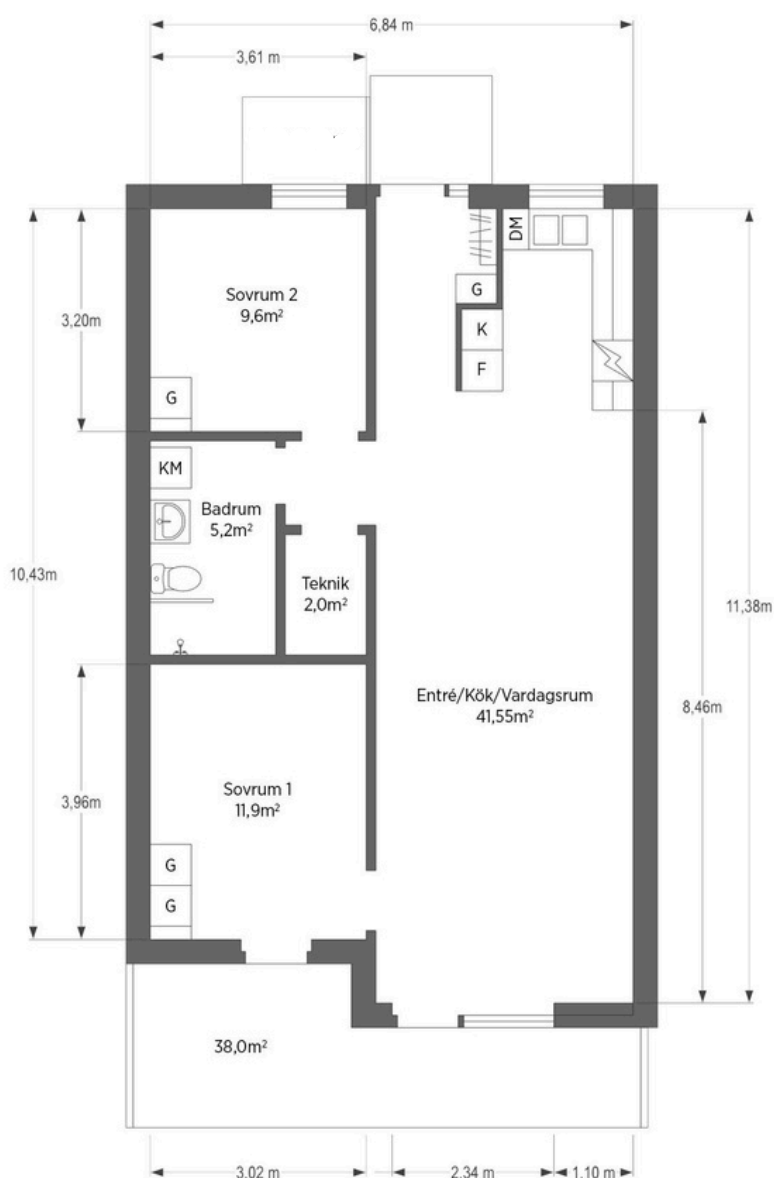 6,84 m
3,61 m
DM
G
K
F
Sovrum 2
9,6m²
3,20m
G
KM
Badrum
5,2m²
10,43m
Teknik
2,0m²
11,38m
Entré/Kök/Vardagsrum
41,55m²
8,46m
Sovrum 1
11,9m²
3,96m
G
G
38,0m²
3,02 m
2,34 m
1,10 m